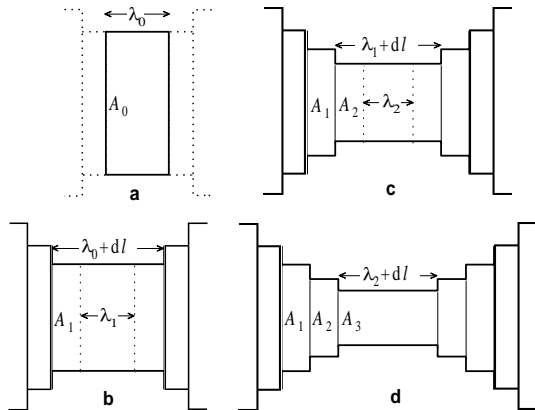 λ₀
A₀
a
λ₁+dl
A₁ A₂ λ₂
c
λ₀+dl
A₁ λ₁
b
λ₂+dl
A₁ A₂ A₃
d